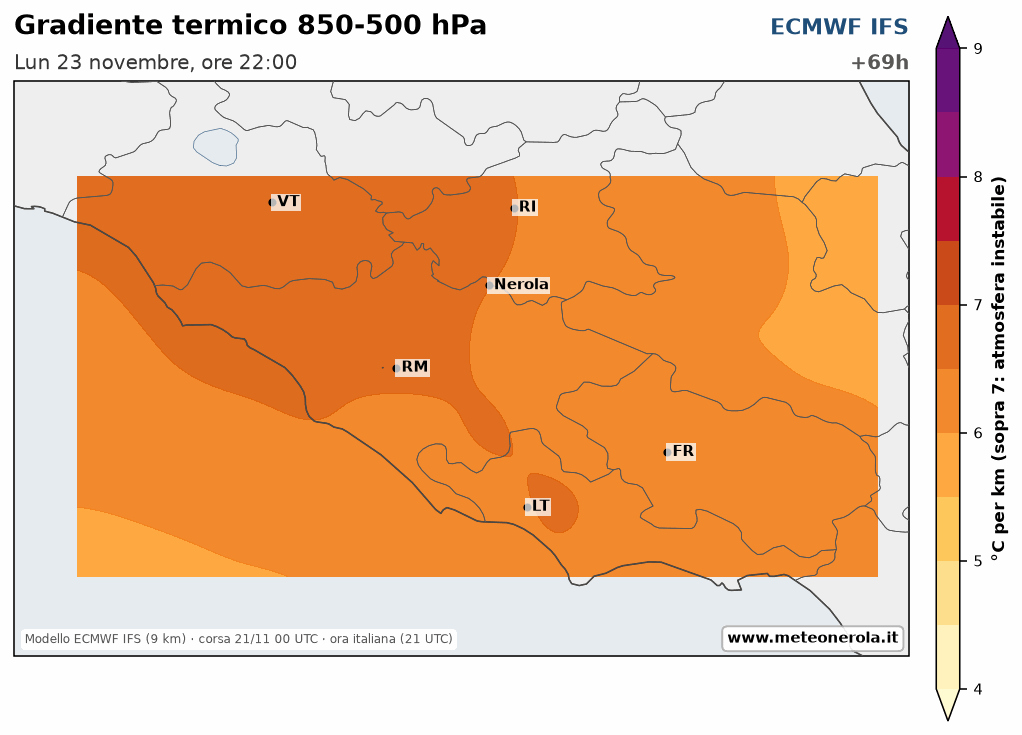 Gradiente termico 850-500 hPa
ECMWF IFS
Lun 23 novembre, ore 22:00
+69h
VT
RI
Nerola
RM
FR
LT
Modello ECMWF IFS (9 km) · corsa 21/11 00 UTC · ora italiana (21 UTC)
www.meteonerola.it
9
8
7
6
5
4
°C per km (sopra 7: atmosfera instabile)